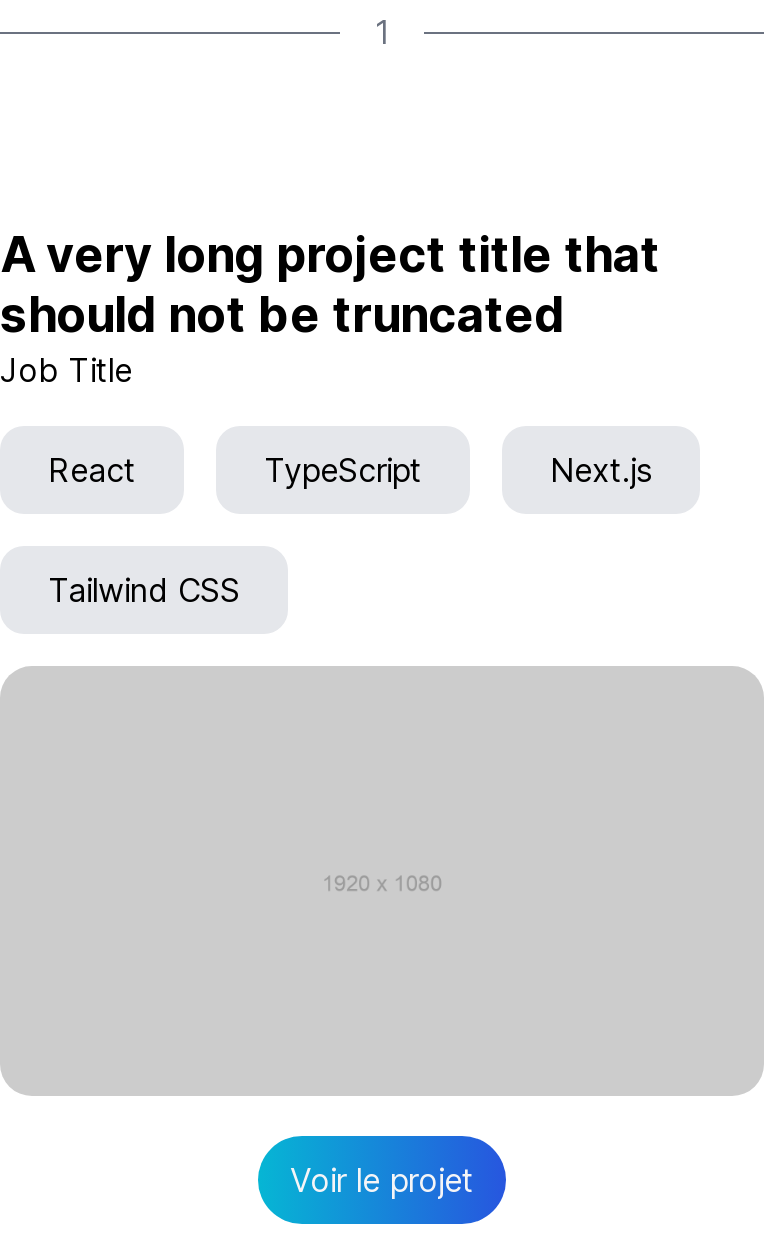 1
A very long project title that
should not be truncated
Job Title
React TypeScript Next.js
Tailwind CSS
1920 x 1080
Voir le projet